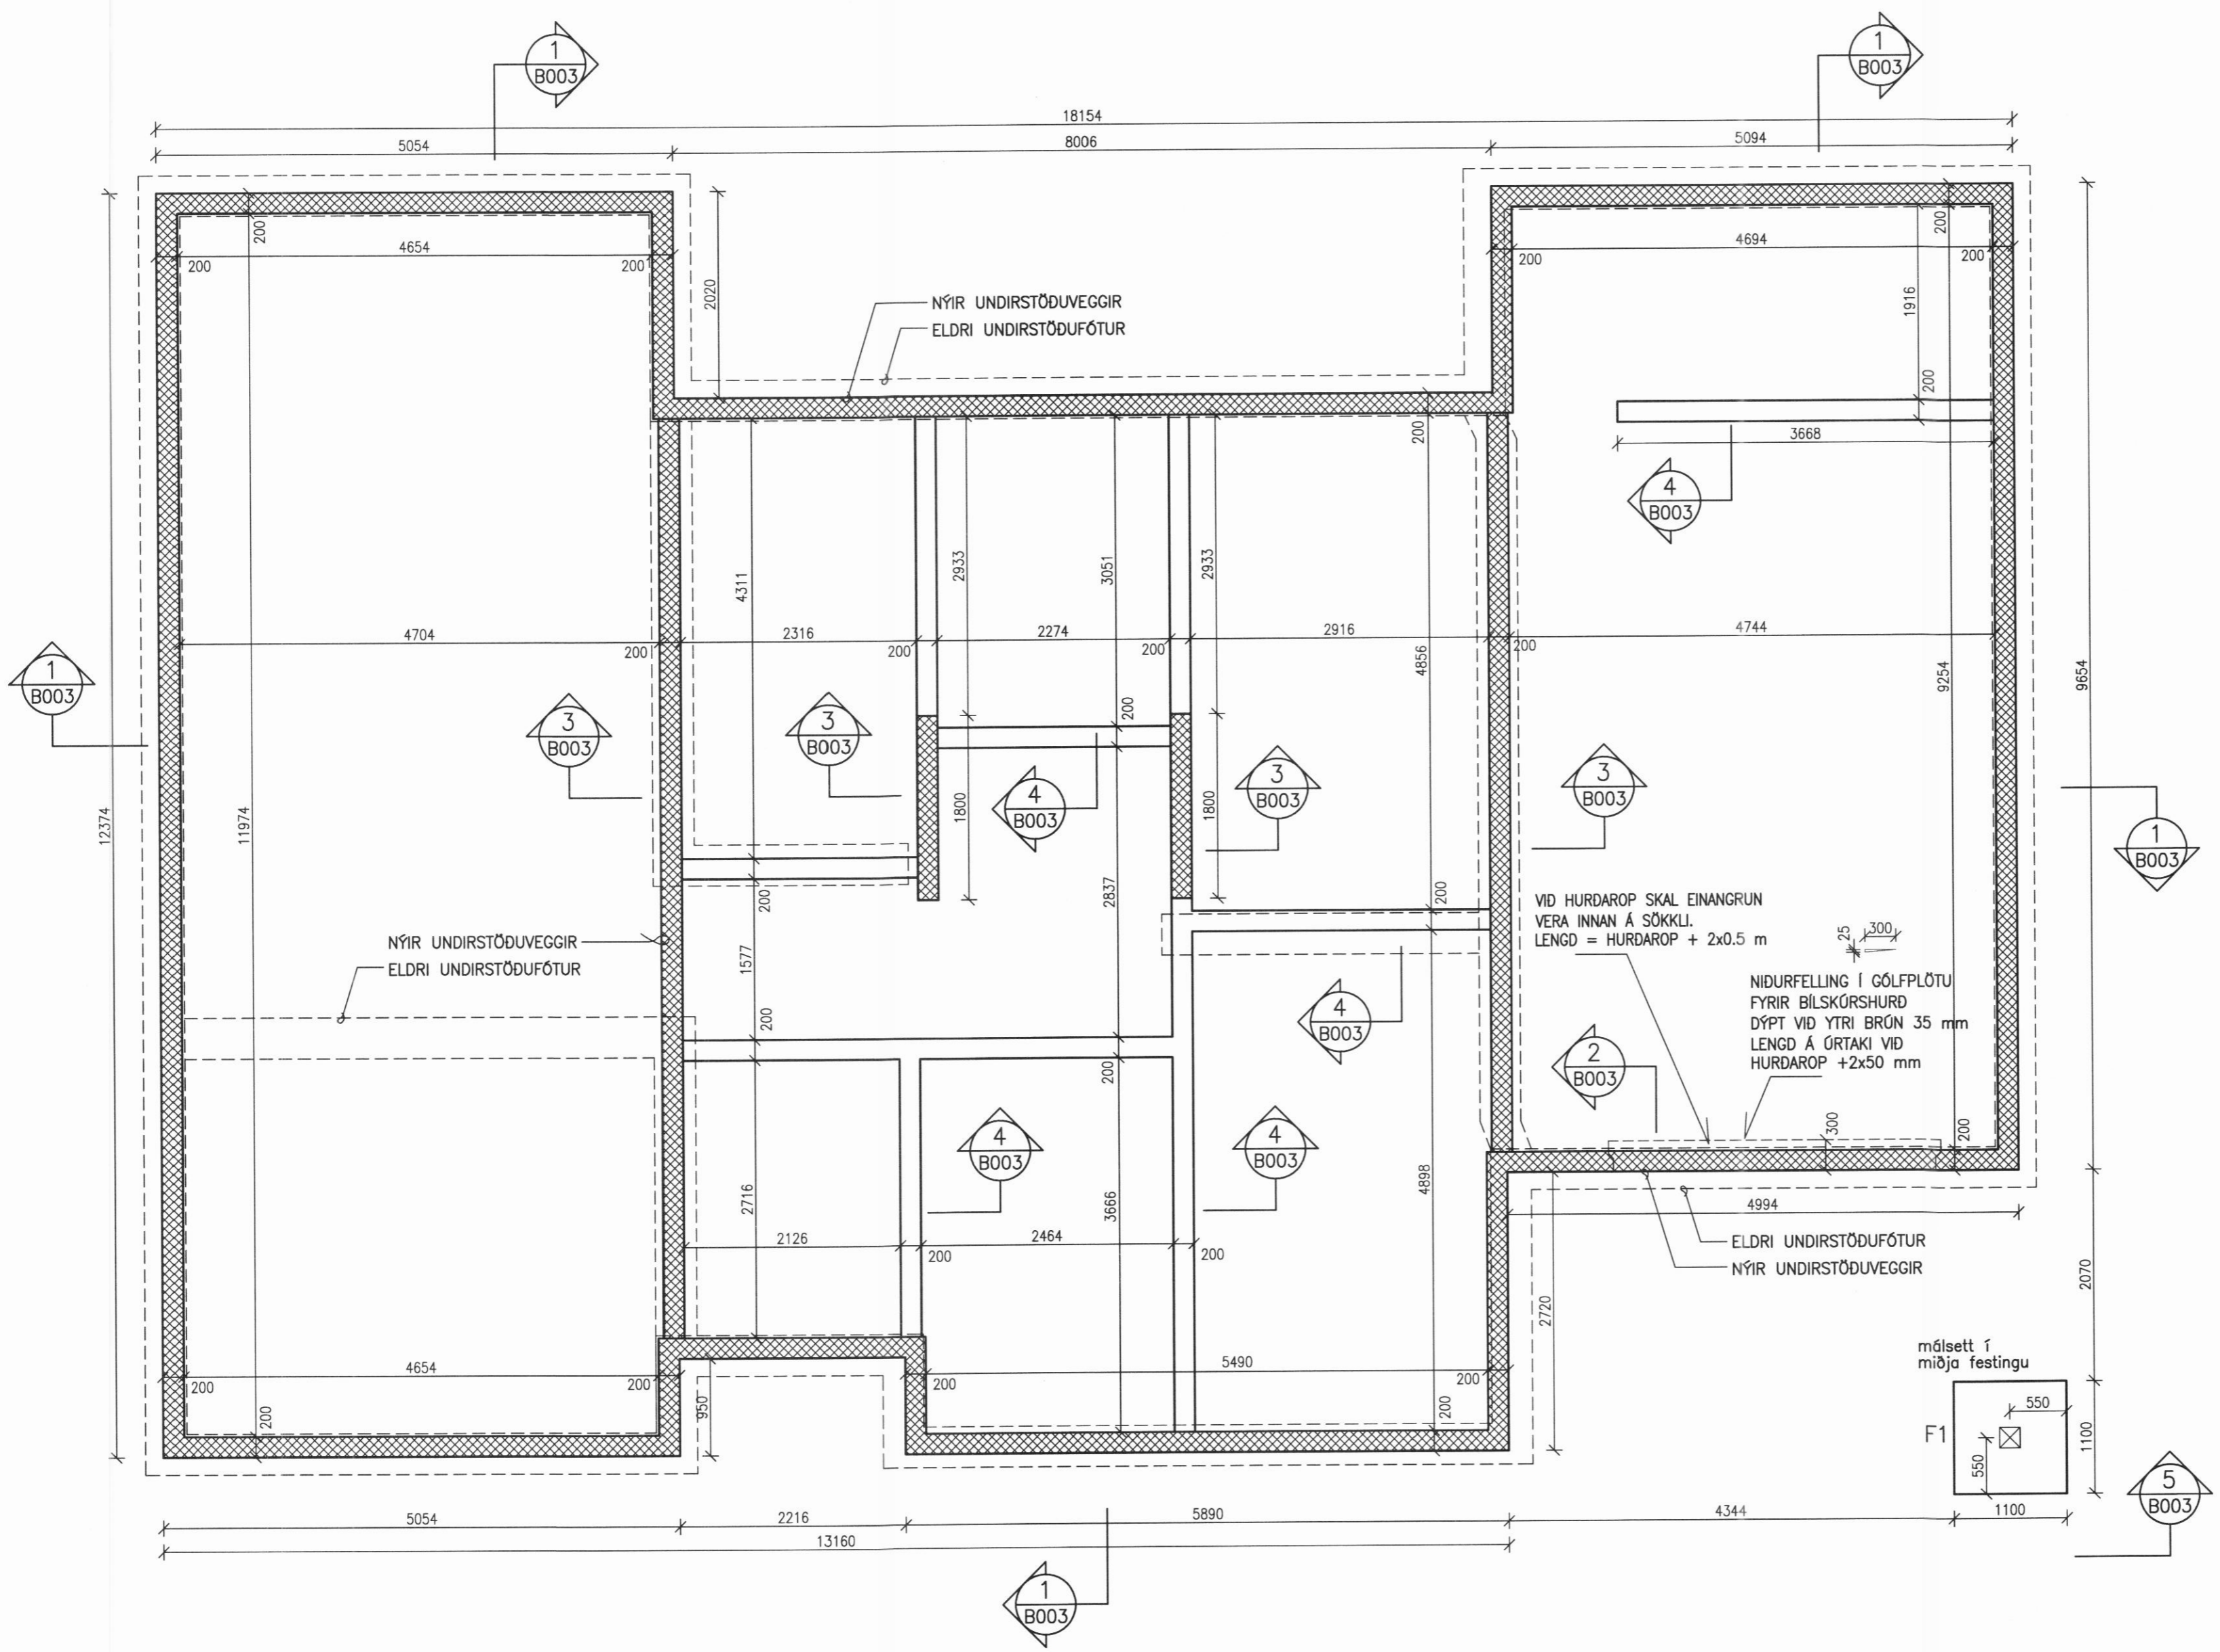 1
B003
1
B003
18154
5054
8006
5094
200
4654
200
200
2020
NÝIR UNDIRSTÖÐUVEGGIR
ELDRI UNDIRSTÖÐUFÓTUR
200
4694
200
200
1916
200
3668
4
B003
200
4311
2933
3051
2933
4856
4704
200
2316
200
2274
200
2916
200
4744
9254
9654
1
B003
3
B003
3
B003
200
4
B003
3
B003
3
B003
12374
11974
1800
1800
2837
200
200
1
B003
VIÐ HURÐAROP SKAL EINANGRUN
VERA INNAN Á SÖKKLI.
LENGD = HURÐAROP + 2x0.5 m
25
300
NÝIR UNDIRSTÖÐUVEGGIR
ELDRI UNDIRSTÖÐUFÓTUR
1577
200
4
B003
NIÐURFELLING Í GÓLFPLÖTU
FYRIR BÍLSKÚRSHURÐ
DÝPT VIÐ YTRI BRÚN 35 mm
LENGD Á ÚRTAKI VIÐ
HURÐAROP +2x50 mm
2
B003
200
4
B003
4
B003
300
200
2716
3666
4898
4994
2126
200
2464
200
ELDRI UNDIRSTÖÐUFÓTUR
NÝIR UNDIRSTÖÐUVEGGIR
2720
2070
málsett í
miðja festingu
4654
200
200
200
950
5490
200
200
200
F1
550
550
1100
5
B003
5054
2216
5890
4344
1100
13160
1
B003